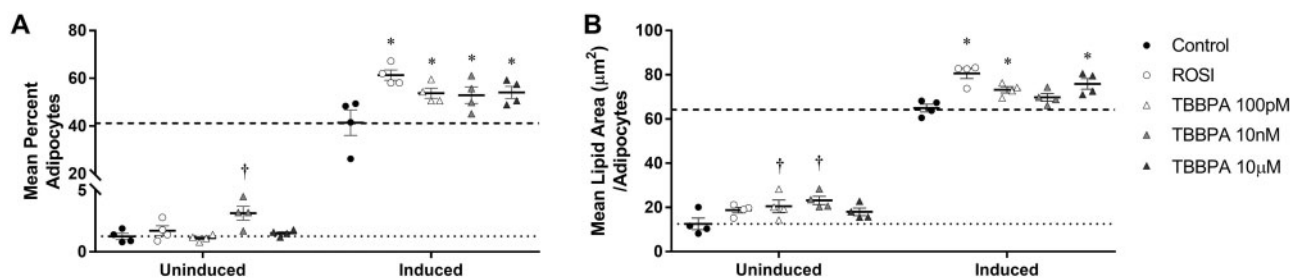 A
Mean Percent
Adipocytes
80
60
40
20
5
0
*
*
*
*
†
Uninduced
Induced
B
Mean Lipid Area (μm²)
/Adipocytes
100
80
60
40
20
0
*
*
*
†
†
Uninduced
Induced
Control
ROSI
TBBPA 100pM
TBBPA 10nM
TBBPA 10μM